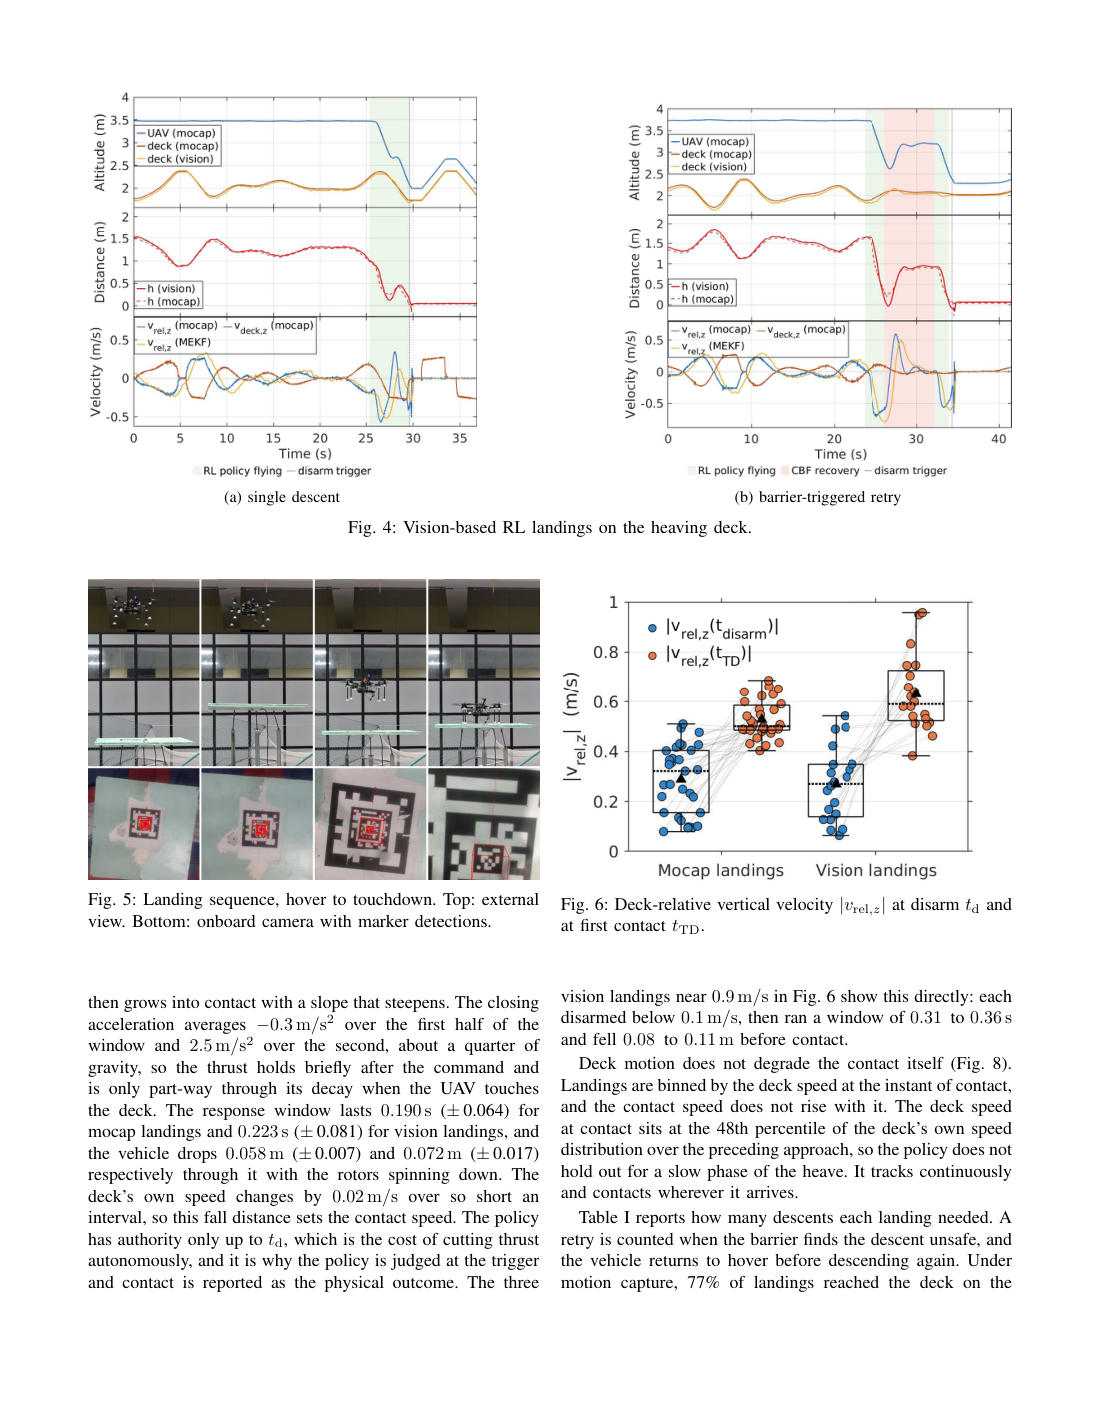 4
3.5
3
2.5
2
Altitude (m)
UAV (mocap)
deck (mocap)
deck (vision)
2
1.5
1
0.5
0
Distance (m)
h (vision)
h (mocap)
0.5
0
-0.5
Velocity (m/s)
v_rel,z (mocap) v_deck,z (mocap)
v_rel,z (MEKF)
0 5 10 15 20 25 30 35
Time (s)
RL policy flying disarm trigger
(a) single descent
4
3.5
3
2.5
2
Altitude (m)
UAV (mocap)
deck (mocap)
deck (vision)
2
1.5
1
0.5
0
Distance (m)
h (vision)
h (mocap)
0.5
0
-0.5
Velocity (m/s)
v_rel,z (mocap) v_deck,z (mocap)
v_rel,z (MEKF)
0 10 20 30 40
Time (s)
RL policy flying CBF recovery disarm trigger
(b) barrier-triggered retry
Fig. 4: Vision-based RL landings on the heaving deck.
Fig. 5: Landing sequence, hover to touchdown. Top: external
view. Bottom: onboard camera with marker detections.
1
0.8
0.6
0.4
0.2
0
|v_rel,z| (m/s)
|v_rel,z(t_disarm)|
|v_rel,z(t_TD)|
Mocap landings Vision landings
Fig. 6: Deck-relative vertical velocity |v_rel,z| at disarm t_d and
at first contact t_TD.
then grows into contact with a slope that steepens. The closing
acceleration averages −0.3 m/s² over the first half of the
window and 2.5 m/s² over the second, about a quarter of
gravity, so the thrust holds briefly after the command and
is only part-way through its decay when the UAV touches
the deck. The response window lasts 0.190 s (± 0.064) for
mocap landings and 0.223 s (± 0.081) for vision landings, and
the vehicle drops 0.058 m (± 0.007) and 0.072 m (± 0.017)
respectively through it with the rotors spinning down. The
deck's own speed changes by 0.02 m/s over so short an
interval, so this fall distance sets the contact speed. The policy
has authority only up to t_d, which is the cost of cutting thrust
autonomously, and it is why the policy is judged at the trigger
and contact is reported as the physical outcome. The three
vision landings near 0.9 m/s in Fig. 6 show this directly: each
disarmed below 0.1 m/s, then ran a window of 0.31 to 0.36 s
and fell 0.08 to 0.11 m before contact.
Deck motion does not degrade the contact itself (Fig. 8).
Landings are binned by the deck speed at the instant of contact,
and the contact speed does not rise with it. The deck speed
at contact sits at the 48th percentile of the deck's own speed
distribution over the preceding approach, so the policy does not
hold out for a slow phase of the heave. It tracks continuously
and contacts wherever it arrives.
Table I reports how many descents each landing needed. A
retry is counted when the barrier finds the descent unsafe, and
the vehicle returns to hover before descending again. Under
motion capture, 77% of landings reached the deck on the